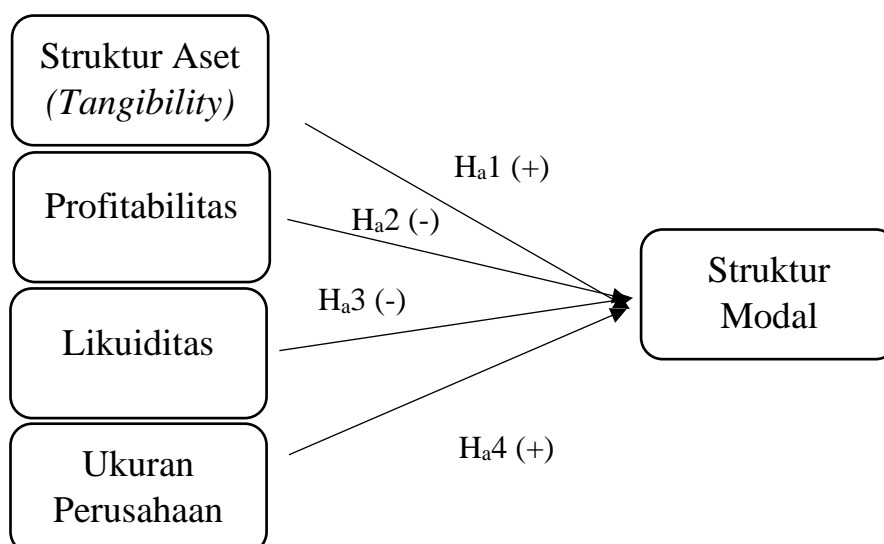 Struktur Aset
(Tangibility)
Ha1 (+)
Profitabilitas
Ha2 (-)
Struktur
Modal
Ha3 (-)
Likuiditas
Ha4 (+)
Ukuran
Perusahaan